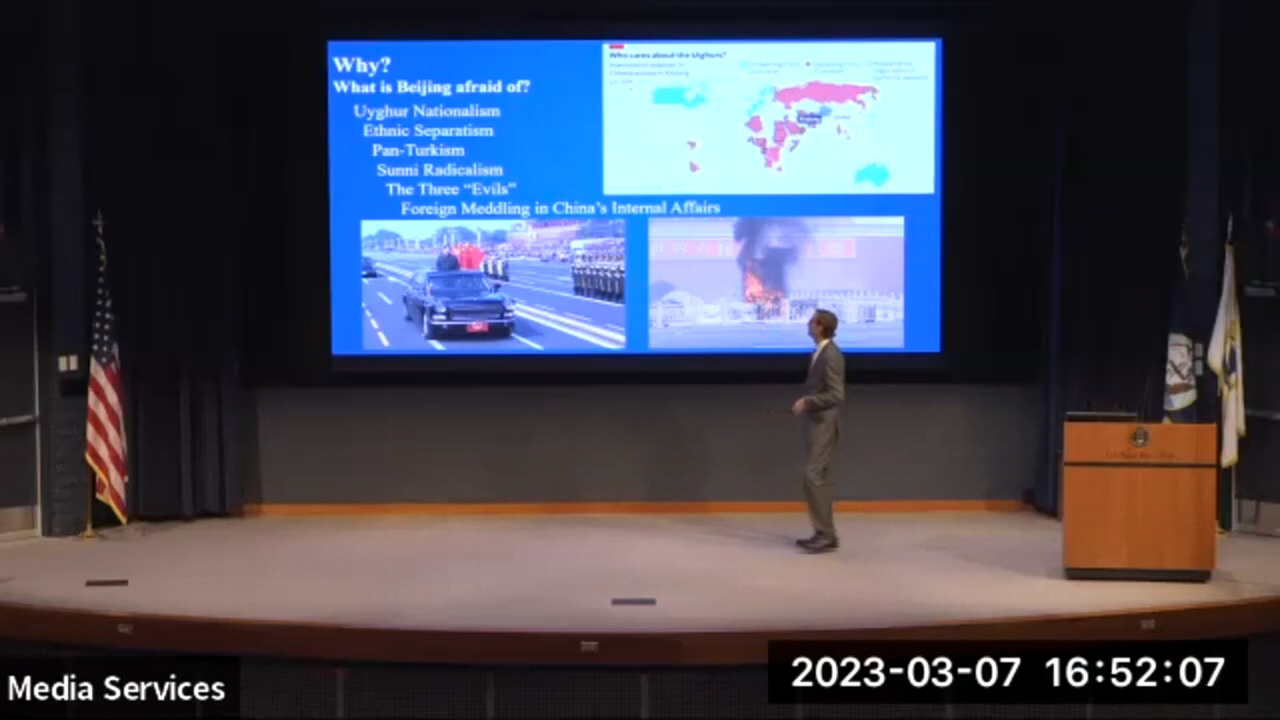 Why?
What is Beijing afraid of?
Uyghur Nationalism
Ethnic Separatism
Pan-Turkism
Sunni Radicalism
The Three “Evils”
Foreign Meddling in China’s Internal Affairs
Who cares about the Uighurs?
Media Services
2023-03-07 16:52:07